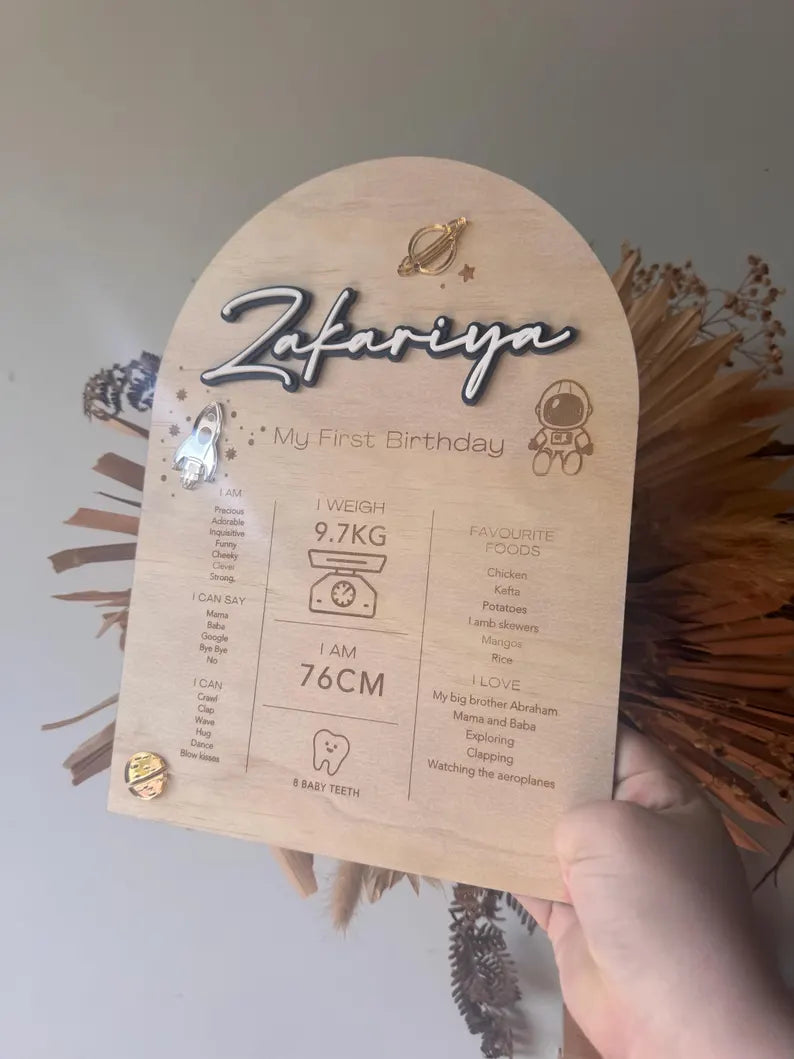 Zakariya
My First Birthday
I AM
Precious
Adorable
Inquisitive
Funny
Cheeky
Clever
Strong,
I CAN SAY
Mama
Baba
Google
Bye Bye
No
I CAN
Crawl
Clap
Wave
Hug
Dance
Blow kisses
I WEIGH
9.7KG
I AM
76CM
8 BABY TEETH
FAVOURITE
FOODS
Chicken
Kefta
Potatoes
Lamb skewers
Mangos
Rice
I LOVE
My big brother Abraham
Mama and Baba
Exploring
Clapping
Watching the aeroplanes